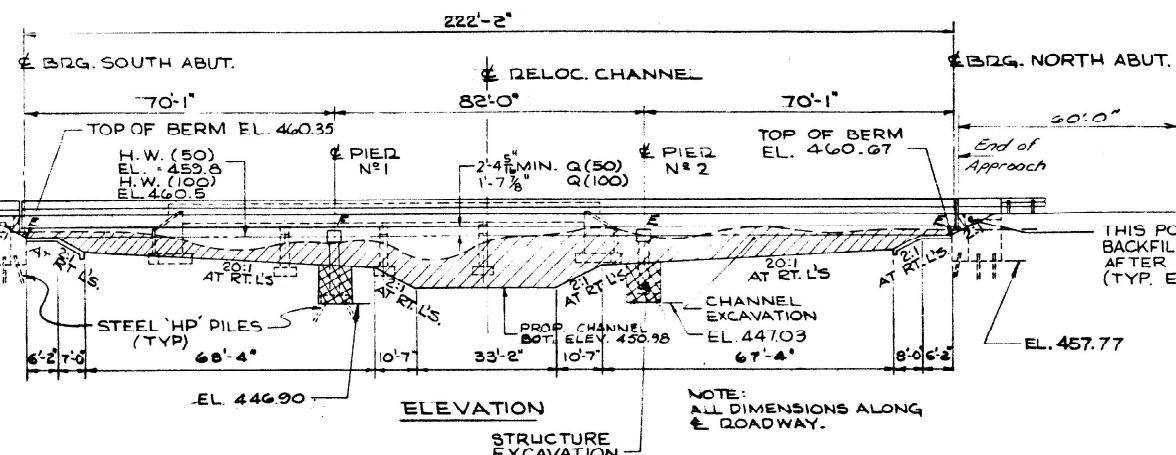 222'-2"
℄ BRG. SOUTH ABUT.
℄ RELOC. CHANNEL
℄ BRG. NORTH ABUT.
70'-1"
82'-0"
70'-1"
60'0"
TOP OF BERM EL. 460.35
H.W. (50)
EL. = 459.8
H.W. (100)
EL. 460.5
℄ PIER
Nº 1
2'-4 5/16" MIN. Q(50)
1'-7 7/8" Q(100)
℄ PIER
Nº 2
TOP OF BERM
EL. 460.67
End of
Approach
E
E
E
E
THIS PO
BACKFIL
AFTER
(TYP. E
2:1
AT RT. L'S.
20:1
AT RT. L'S
2:1
AT RT. L'S.
2:1
AT RT. L'S
20:1
AT RT. L'S
2:1
AT RT. L'S.
STEEL 'HP' PILES
(TYP)
PROP. CHANNEL
BOT. ELEV. 450.98
CHANNEL
EXCAVATION
EL. 447.03
EL. 457.77
6'-2"
7'-0"
68'-4"
10'-7"
33'-2"
10'-7"
67'-4"
8'-0"
6'-2"
EL. 446.90
ELEVATION
NOTE:
ALL DIMENSIONS ALONG
℄ ROADWAY.
STRUCTURE
EXCAVATION